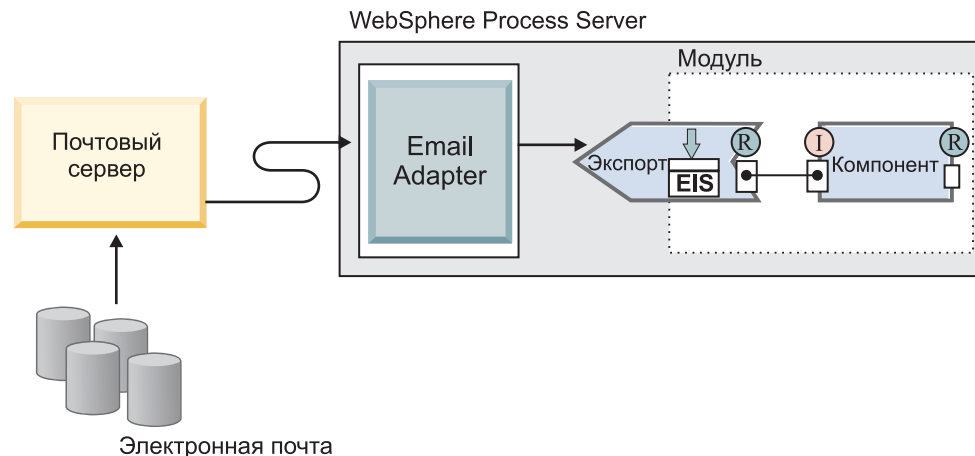 WebSphere Process Server
Модуль
Почтовый
сервер
Email
Adapter
Экспорт
EIS
R
I
Компонент
R
Электронная почта